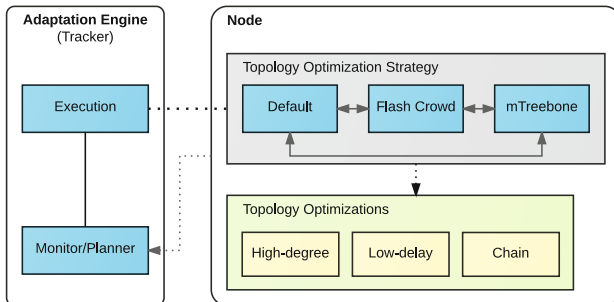 Adaptation Engine
(Tracker)
Execution
Monitor/Planner
Node
Topology Optimization Strategy
Default
Flash Crowd
mTreebone
Topology Optimizations
High-degree
Low-delay
Chain